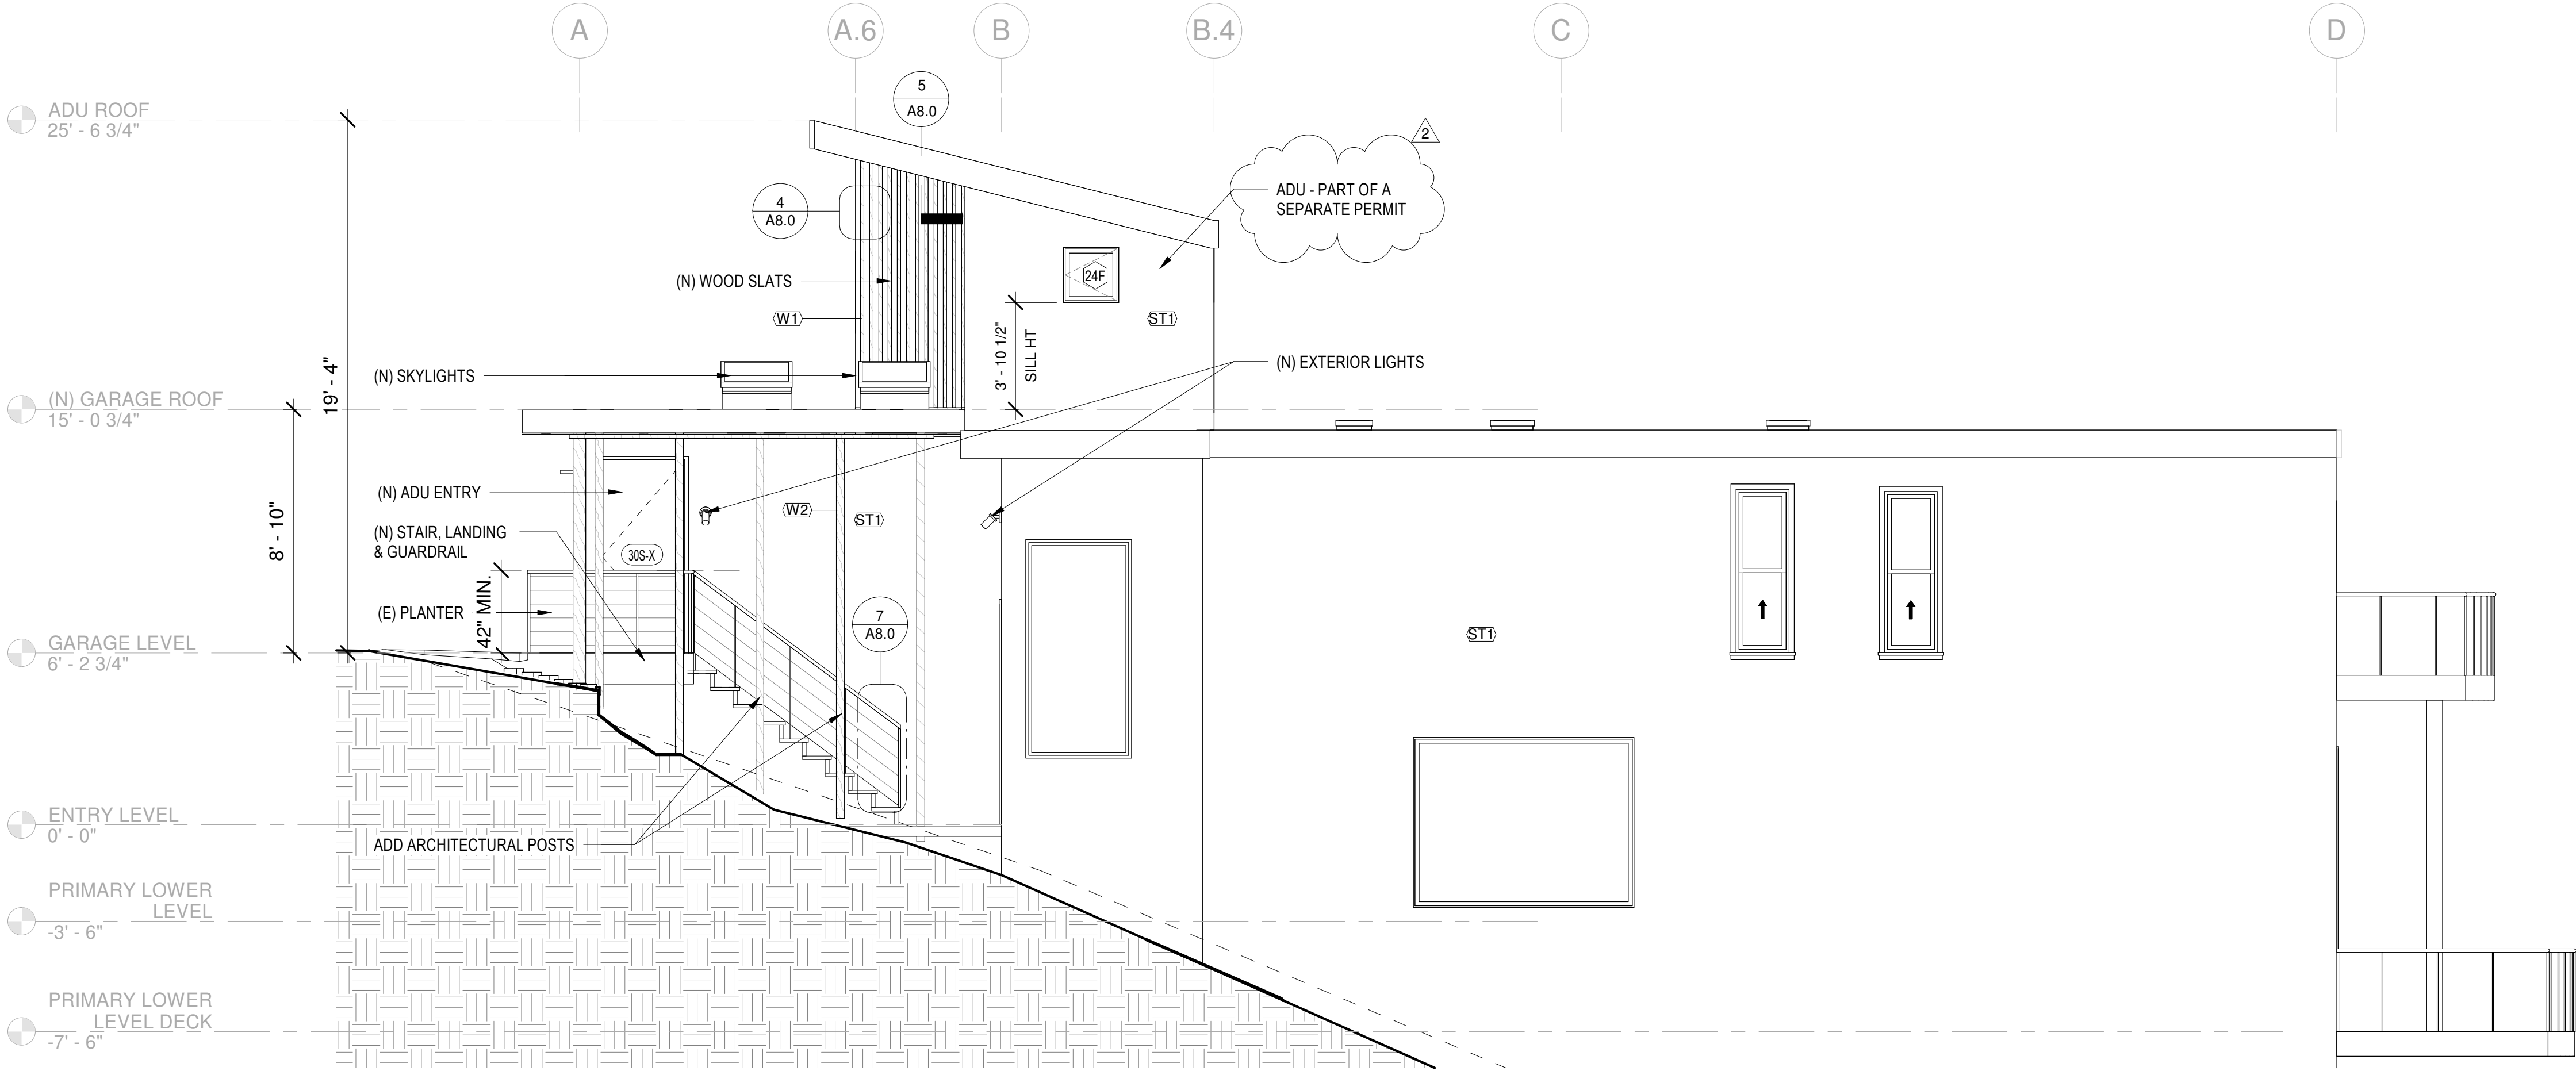 A
A.6
B
B.4
C
D
5
A8.0
ADU ROOF
25' - 6 3/4"
2
ADU - PART OF A
SEPARATE PERMIT
4
A8.0
(N) WOOD SLATS
24F
W1
ST1
3' - 10 1/2"
SILL HT
(N) EXTERIOR LIGHTS
19' - 4"
(N) SKYLIGHTS
(N) GARAGE ROOF
15' - 0 3/4"
8' - 10"
(N) ADU ENTRY
W2
ST1
(N) STAIR, LANDING
& GUARDRAIL
30S-X
42" MIN.
(E) PLANTER
7
A8.0
ST1
GARAGE LEVEL
6' - 2 3/4"
ENTRY LEVEL
0' - 0"
ADD ARCHITECTURAL POSTS
PRIMARY LOWER
LEVEL
-3' - 6"
PRIMARY LOWER
LEVEL DECK
-7' - 6"